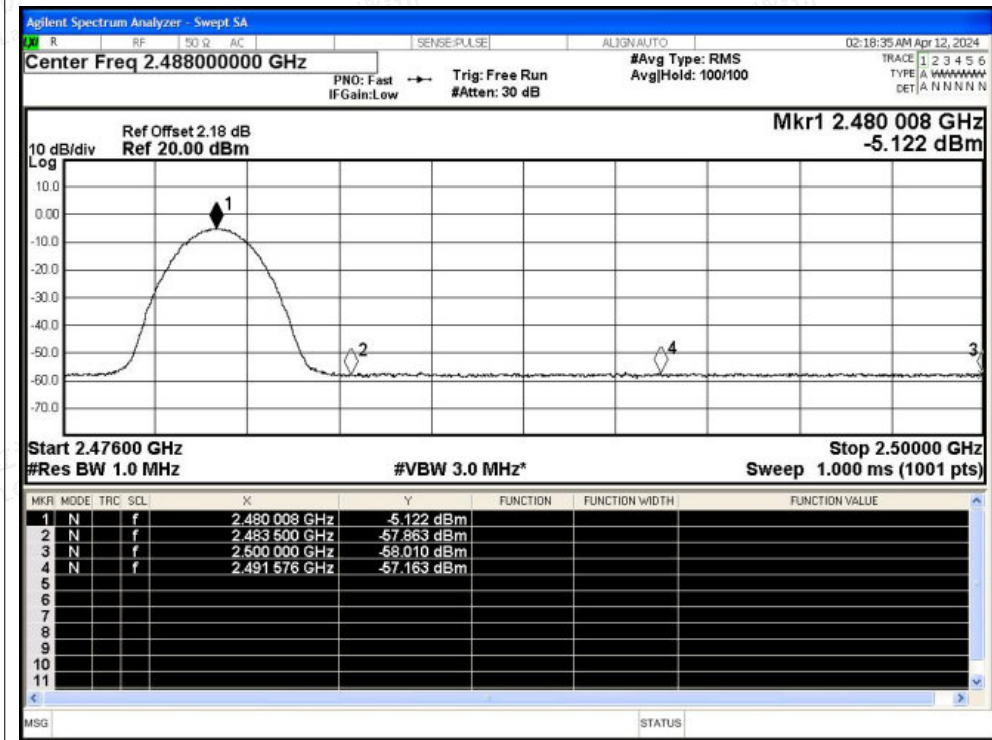 Agilent Spectrum Analyzer - Swept SA
LXI R RF 50 Ω AC SENSE:PULSE ALIGN AUTO 02:18:35 AM Apr 12, 2024
Center Freq 2.488000000 GHz #Avg Type: RMS TRACE 1 2 3 4 5 6
PNO: Fast Trig: Free Run Avg|Hold: 100/100 TYPE A WWWWW
IFGain:Low #Atten: 30 dB DET A N N N N N
Mkr1 2.480 008 GHz
-5.122 dBm
Ref Offset 2.18 dB
10 dB/div Ref 20.00 dBm
Log
10.0
0.00
-10.0
-20.0
-30.0
-40.0
-50.0
-60.0
-70.0
1
2
4
3
Start 2.47600 GHz Stop 2.50000 GHz
#Res BW 1.0 MHz #VBW 3.0 MHz* Sweep 1.000 ms (1001 pts)
MKR MODE TRC SCL X Y FUNCTION FUNCTION WIDTH FUNCTION VALUE
1 N f 2.480 008 GHz -5.122 dBm
2 N f 2.483 500 GHz -57.863 dBm
3 N f 2.500 000 GHz -58.010 dBm
4 N f 2.491 576 GHz -57.163 dBm
5
6
7
8
9
10
11
MSG STATUS